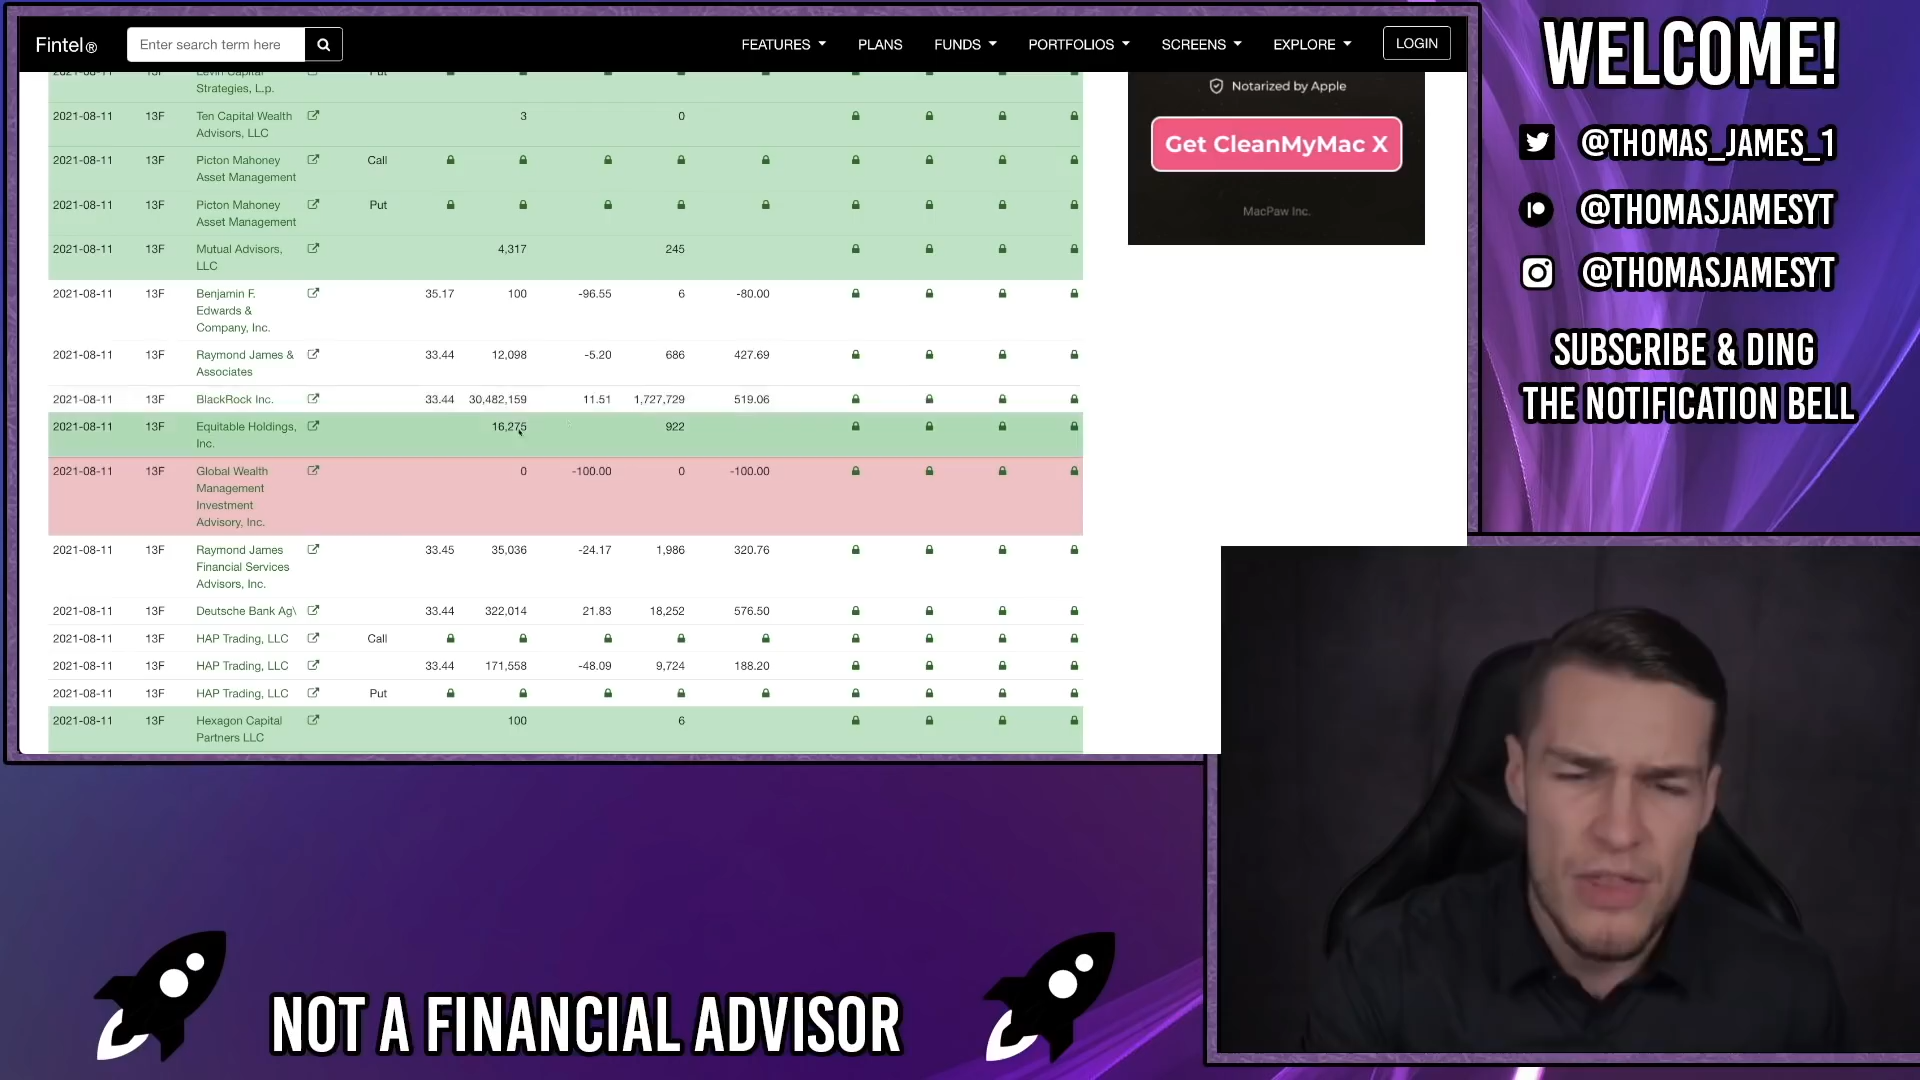 Fintel®
Enter search term here
FEATURES PLANS FUNDS PORTFOLIOS SCREENS EXPLORE LOGIN
Levin Capital Put
Strategies, L.p.
2021-08-11 13F Ten Capital Wealth 3 0
Advisors, LLC
2021-08-11 13F Picton Mahoney Call
Asset Management
2021-08-11 13F Picton Mahoney Put
Asset Management
2021-08-11 13F Mutual Advisors, 4,317 245
LLC
2021-08-11 13F Benjamin F. 35.17 100 -96.55 6 -80.00
Edwards &
Company, Inc.
2021-08-11 13F Raymond James & 33.44 12,098 -5.20 686 427.69
Associates
2021-08-11 13F BlackRock Inc. 33.44 30,482,159 11.51 1,727,729 519.06
2021-08-11 13F Equitable Holdings, 16,275 922
Inc.
2021-08-11 13F Global Wealth 0 -100.00 0 -100.00
Management
Investment
Advisory, Inc.
2021-08-11 13F Raymond James 33.45 35,036 -24.17 1,986 320.76
Financial Services
Advisors, Inc.
2021-08-11 13F Deutsche Bank Ag\ 33.44 322,014 21.83 18,252 576.50
2021-08-11 13F HAP Trading, LLC Call
2021-08-11 13F HAP Trading, LLC 33.44 171,558 -48.09 9,724 188.20
2021-08-11 13F HAP Trading, LLC Put
2021-08-11 13F Hexagon Capital 100 6
Partners LLC
Notarized by Apple
Get CleanMyMac X
MacPaw Inc.
WELCOME!
@THOMAS_JAMES_1
@THOMASJAMESYT
@THOMASJAMESYT
SUBSCRIBE & DING
THE NOTIFICATION BELL
NOT A FINANCIAL ADVISOR